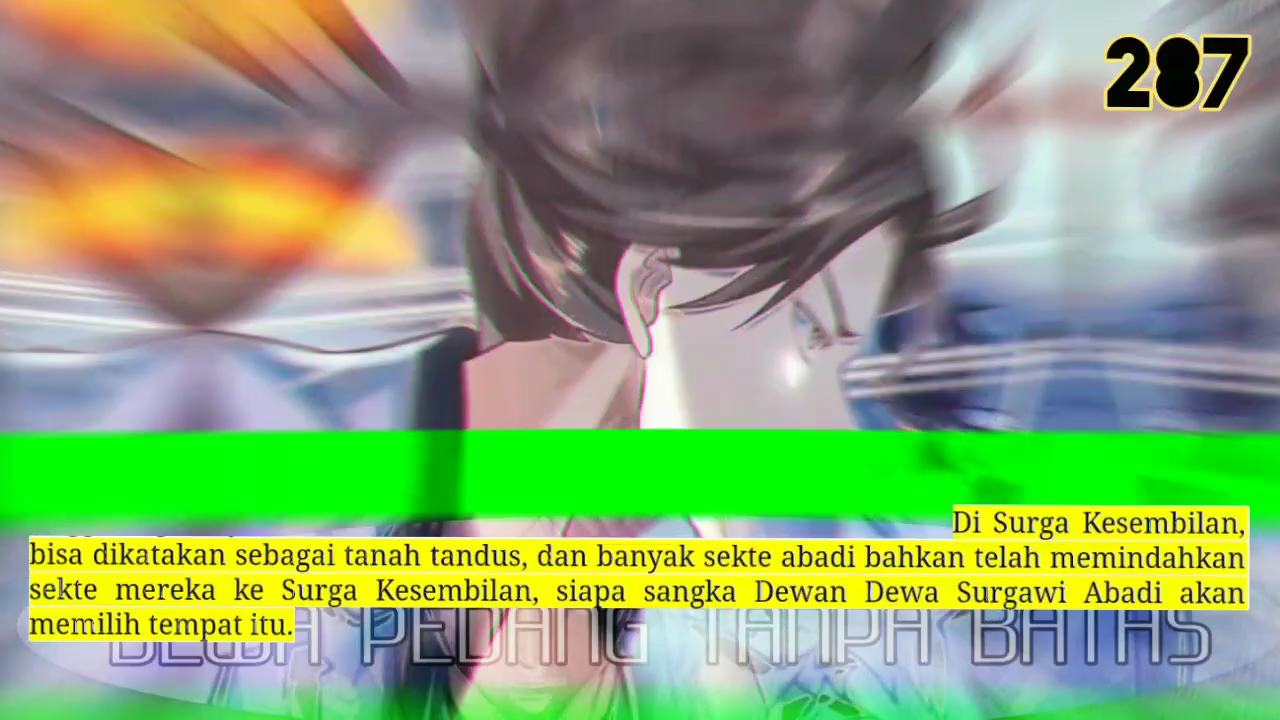 287
Di Surga Kesembilan,
bisa dikatakan sebagai tanah tandus, dan banyak sekte abadi bahkan telah memindahkan
sekte mereka ke Surga Kesembilan, siapa sangka Dewan Dewa Surgawi Abadi akan
memilih tempat itu.
DEWA PEDANG TANPA BATAS